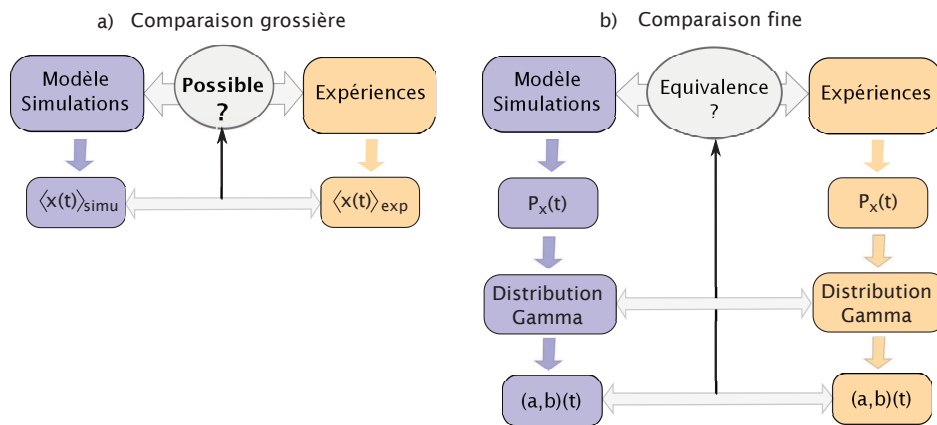 a) Comparaison grossière
Modèle
Simulations
Possible
?
Expériences
⟨x(t)⟩simu
⟨x(t)⟩exp
b) Comparaison fine
Modèle
Simulations
Equivalence
?
Expériences
Px(t)
Px(t)
Distribution
Gamma
Distribution
Gamma
(a,b)(t)
(a,b)(t)